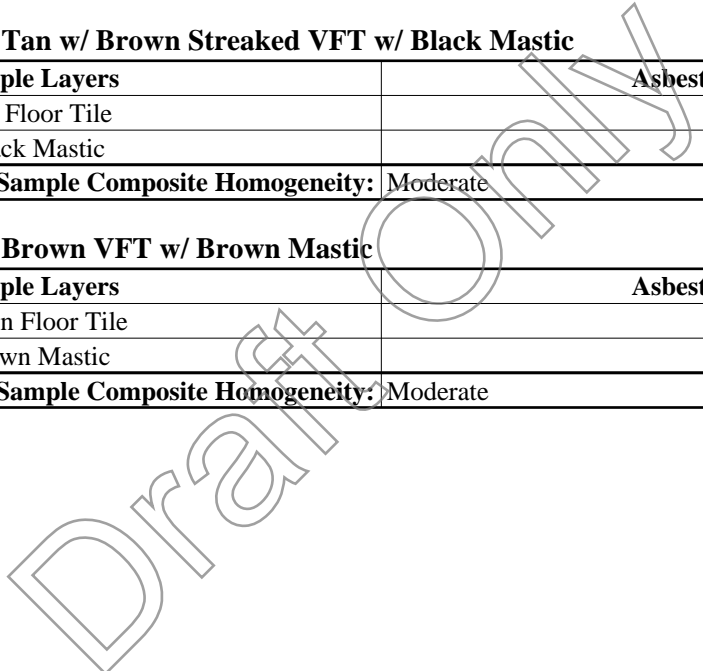 Tan w/ Brown Streaked VFT w/ Black Mastic
ple Layers Asbest
Floor Tile
ck Mastic
Sample Composite Homogeneity: Moderate
Brown VFT w/ Brown Mastic
ple Layers Asbest
n Floor Tile
wn Mastic
Sample Composite Homogeneity: Moderate
Draft Only